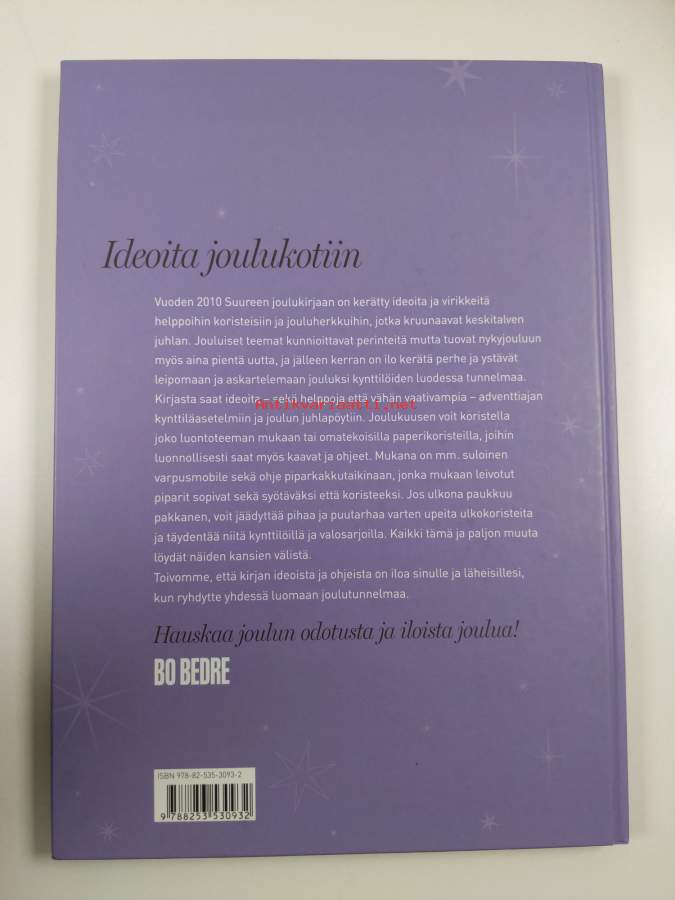 Ideoita joulukotiin
Vuoden 2010 Suureen joulukirjaan on kerätty ideoita ja virikkeitä
helppoihin koristeisiin ja jouluherkkuihin, jotka kruunaavat keskitalven
juhlan. Jouluiset teemat kunnioittavat perinteitä mutta tuovat nykyjouluun
myös aina pientä uutta, ja jälleen kerran on ilo kerätä perhe ja ystävät
leipomaan ja askartelemaan jouluksi kynttilöiden luodessa tunnelmaa.
Kirjasta saat ideoita – sekä helppoja että vähän vaativampia – adventtiajan
Antikvariaatti.net
kynttiläasetelmiin ja joulun juhlapöytiin. Joulukuusen voit koristella
joko luontoteeman mukaan tai omatekoisilla paperikoristeilla, joihin
luonnollisesti saat myös kaavat ja ohjeet. Mukana on mm. suloinen
varpusmobile sekä ohje piparkakkutaikinaan, jonka mukaan leivotut
piparit sopivat sekä syötäväksi että koristeeksi. Jos ulkona paukkuu
pakkanen, voit jäädyttää pihaa ja puutarhaa varten upeita ulkokoristeita
ja täydentää niitä kynttilöillä ja valosarjoilla. Kaikki tämä ja paljon muuta
löydät näiden kansien välistä.
Toivomme, että kirjan ideoista ja ohjeista on iloa sinulle ja läheisillesi,
kun ryhdytte yhdessä luomaan joulutunnelmaa.
Hauskaa joulun odotusta ja iloista joulua!
BO BEDRE
ISBN 978-82-535-3093-2
9 788253 530932